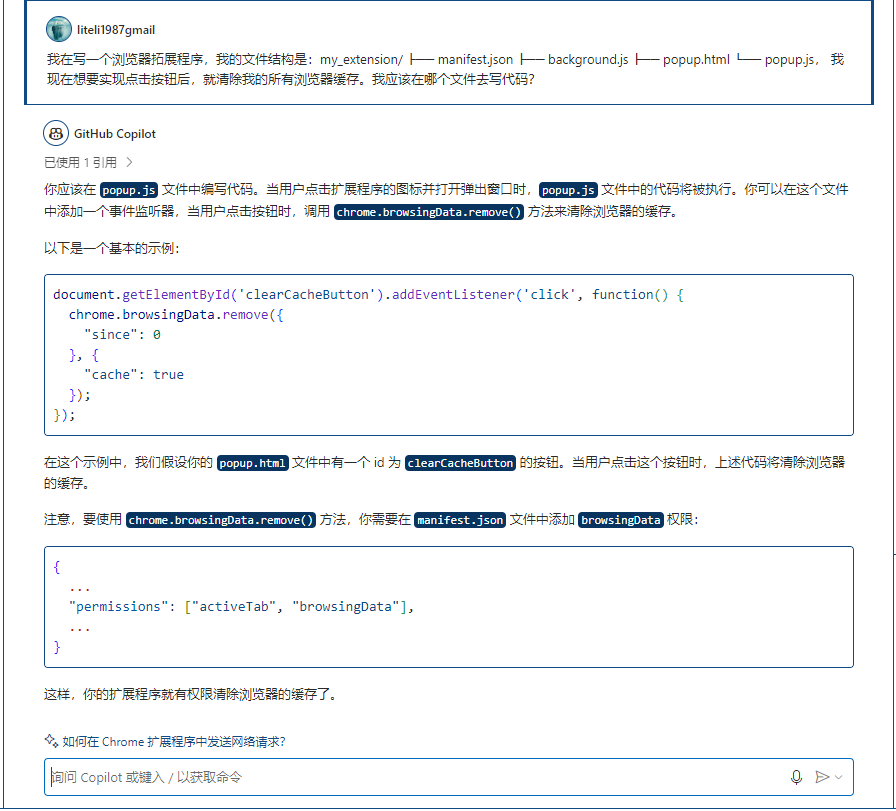 liteli1987gmail
我在写一个浏览器拓展程序，我的文件结构是：my_extension/ ├── manifest.json ├── background.js ├── popup.html └── popup.js， 我
现在想要实现点击按钮后，就清除我的所有浏览器缓存。我应该在哪个文件去写代码？
GitHub Copilot
已使用 1 引用
你应该在 popup.js 文件中编写代码。当用户点击扩展程序的图标并打开弹出窗口时，popup.js 文件中的代码将被执行。你可以在这个文件
中添加一个事件监听器，当用户点击按钮时，调用 chrome.browsingData.remove() 方法来清除浏览器的缓存。
以下是一个基本的示例：
document.getElementById('clearCacheButton').addEventListener('click', function() {
  chrome.browsingData.remove({
    "since": 0
  }, {
    "cache": true
  });
});
在这个示例中，我们假设你的 popup.html 文件中有一个 id 为 clearCacheButton 的按钮。当用户点击这个按钮时，上述代码将清除浏览器
的缓存。
注意，要使用 chrome.browsingData.remove() 方法，你需要在 manifest.json 文件中添加 browsingData 权限：
{
  ...
  "permissions": ["activeTab", "browsingData"],
  ...
}
这样，你的扩展程序就有权限清除浏览器的缓存了。
如何在 Chrome 扩展程序中发送网络请求？
询问 Copilot 或键入 / 以获取命令